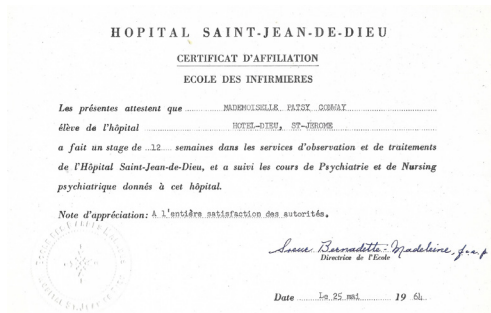 HOPITAL SAINT-JEAN-DE-DIEU
CERTIFICAT D'AFFILIATION
ECOLE DES INFIRMIERES
Les présentes attestent que MADEMOISELLE PATSY CONWAY
élève de l'hôpital HOTEL-DIEU, ST-JEROME
a fait un stage de 12 semaines dans les services d'observation et de traitements
de l'Hôpital Saint-Jean-de-Dieu, et a suivi les cours de Psychiatrie et de Nursing
psychiatrique donnés à cet hôpital.
Note d'appréciation: A l'entière satisfaction des autorités.
Soeur Bernadette-Madeleine,
Directrice de l'Ecole
Date Le 25 mai 1964